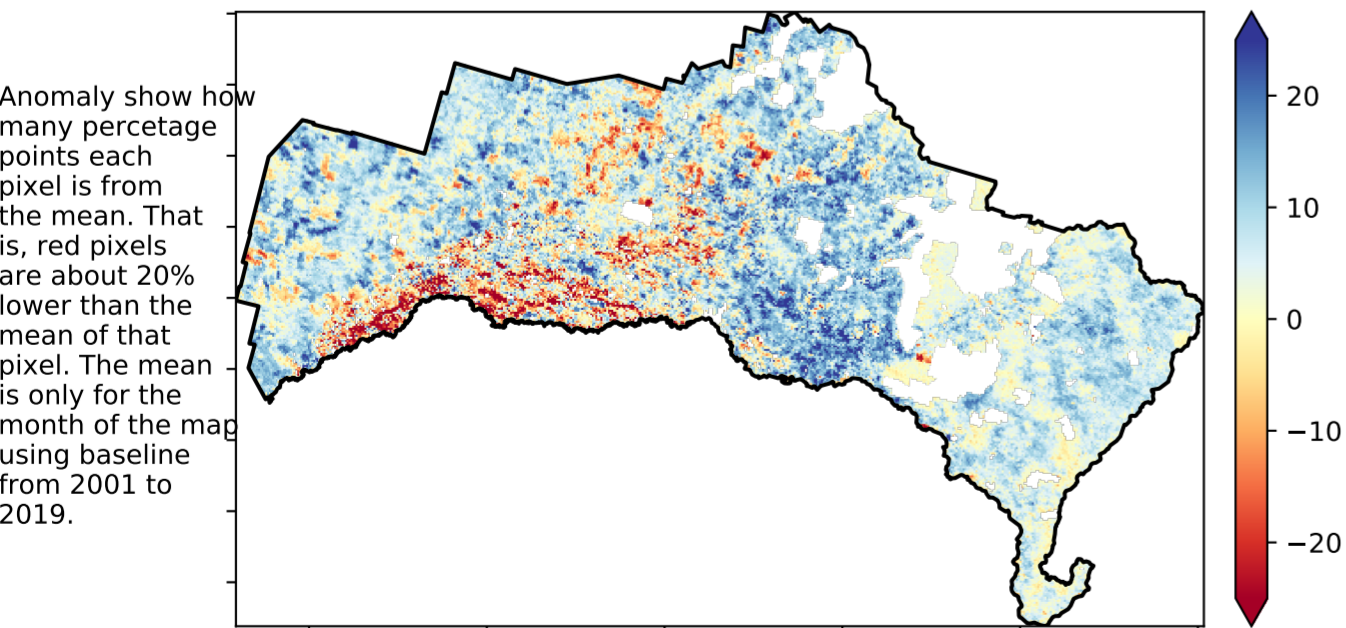 Anomaly show how
many percetage
points each
pixel is from
the mean. That
is, red pixels
are about 20%
lower than the
mean of that
pixel. The mean
is only for the
month of the map
using baseline
from 2001 to
2019.
20
10
0
−10
−20